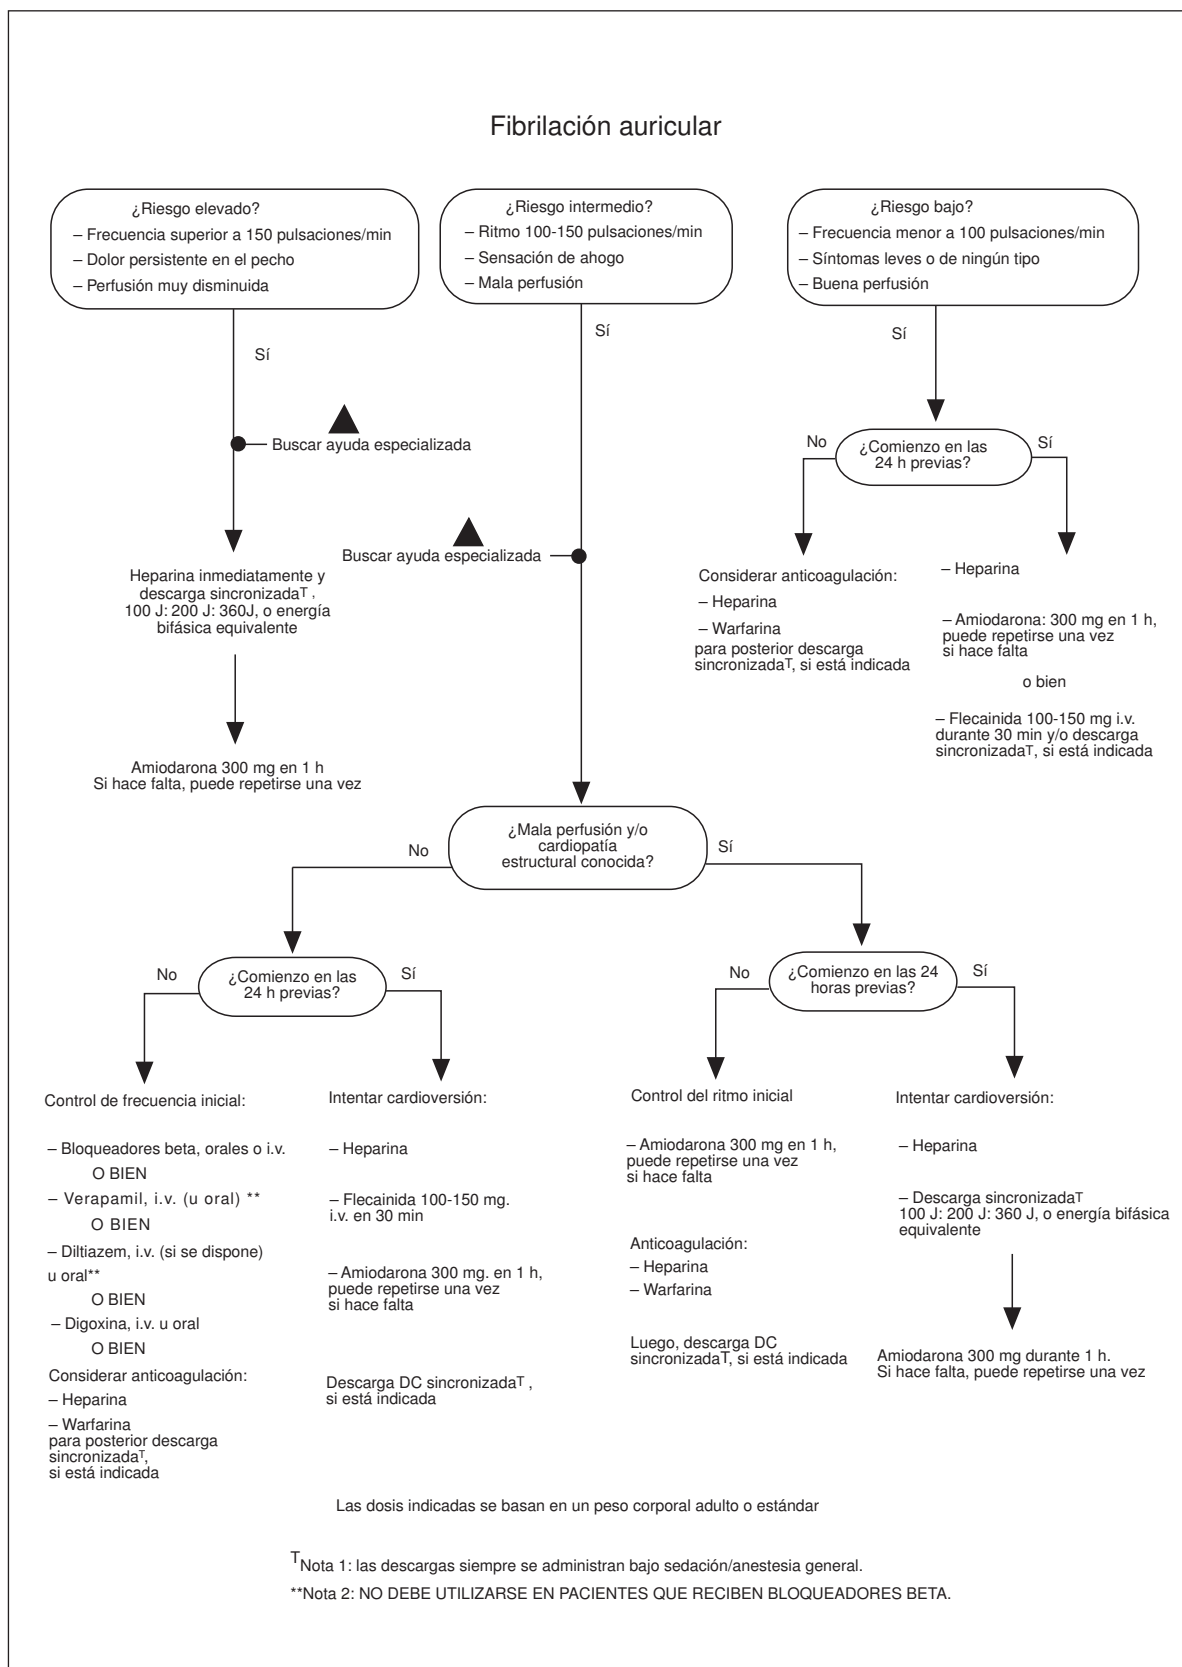 Fibrilación auricular
¿Riesgo elevado?
– Frecuencia superior a 150 pulsaciones/min
– Dolor persistente en el pecho
– Perfusión muy disminuida
¿Riesgo intermedio?
– Ritmo 100-150 pulsaciones/min
– Sensación de ahogo
– Mala perfusión
¿Riesgo bajo?
– Frecuencia menor a 100 pulsaciones/min
– Síntomas leves o de ningún tipo
– Buena perfusión
Sí
Sí
Sí
Buscar ayuda especializada
No
¿Comienzo en las
24 h previas?
Sí
Buscar ayuda especializada
Heparina inmediatamente y
descarga sincronizadaT ,
100 J: 200 J: 360J, o energía
bifásica equivalente
Amiodarona 300 mg en 1 h
Si hace falta, puede repetirse una vez
Considerar anticoagulación:
– Heparina
– Warfarina
para posterior descarga
sincronizadaT, si está indicada
– Heparina
– Amiodarona: 300 mg en 1 h,
puede repetirse una vez
si hace falta
o bien
– Flecainida 100-150 mg i.v.
durante 30 min y/o descarga
sincronizadaT, si está indicada
No
¿Mala perfusión y/o
cardiopatía
estructural conocida?
Sí
No
¿Comienzo en las
24 h previas?
Sí
No
¿Comienzo en las 24
horas previas?
Sí
Control de frecuencia inicial:
– Bloqueadores beta, orales o i.v.
O BIEN
– Verapamil, i.v. (u oral) **
O BIEN
– Diltiazem, i.v. (si se dispone)
u oral**
O BIEN
– Digoxina, i.v. u oral
O BIEN
Considerar anticoagulación:
– Heparina
– Warfarina
para posterior descarga
sincronizadaT,
si está indicada
Intentar cardioversión:
– Heparina
– Flecainida 100-150 mg.
i.v. en 30 min
– Amiodarona 300 mg. en 1 h,
puede repetirse una vez
si hace falta
Descarga DC sincronizadaT ,
si está indicada
Control del ritmo inicial
– Amiodarona 300 mg en 1 h,
puede repetirse una vez
si hace falta
Anticoagulación:
– Heparina
– Warfarina
Luego, descarga DC
sincronizadaT, si está indicada
Intentar cardioversión:
– Heparina
– Descarga sincronizadaT
100 J: 200 J: 360 J, o energía bifásica
equivalente
Amiodarona 300 mg durante 1 h.
Si hace falta, puede repetirse una vez
Las dosis indicadas se basan en un peso corporal adulto o estándar
TNota 1: las descargas siempre se administran bajo sedación/anestesia general.
**Nota 2: NO DEBE UTILIZARSE EN PACIENTES QUE RECIBEN BLOQUEADORES BETA.